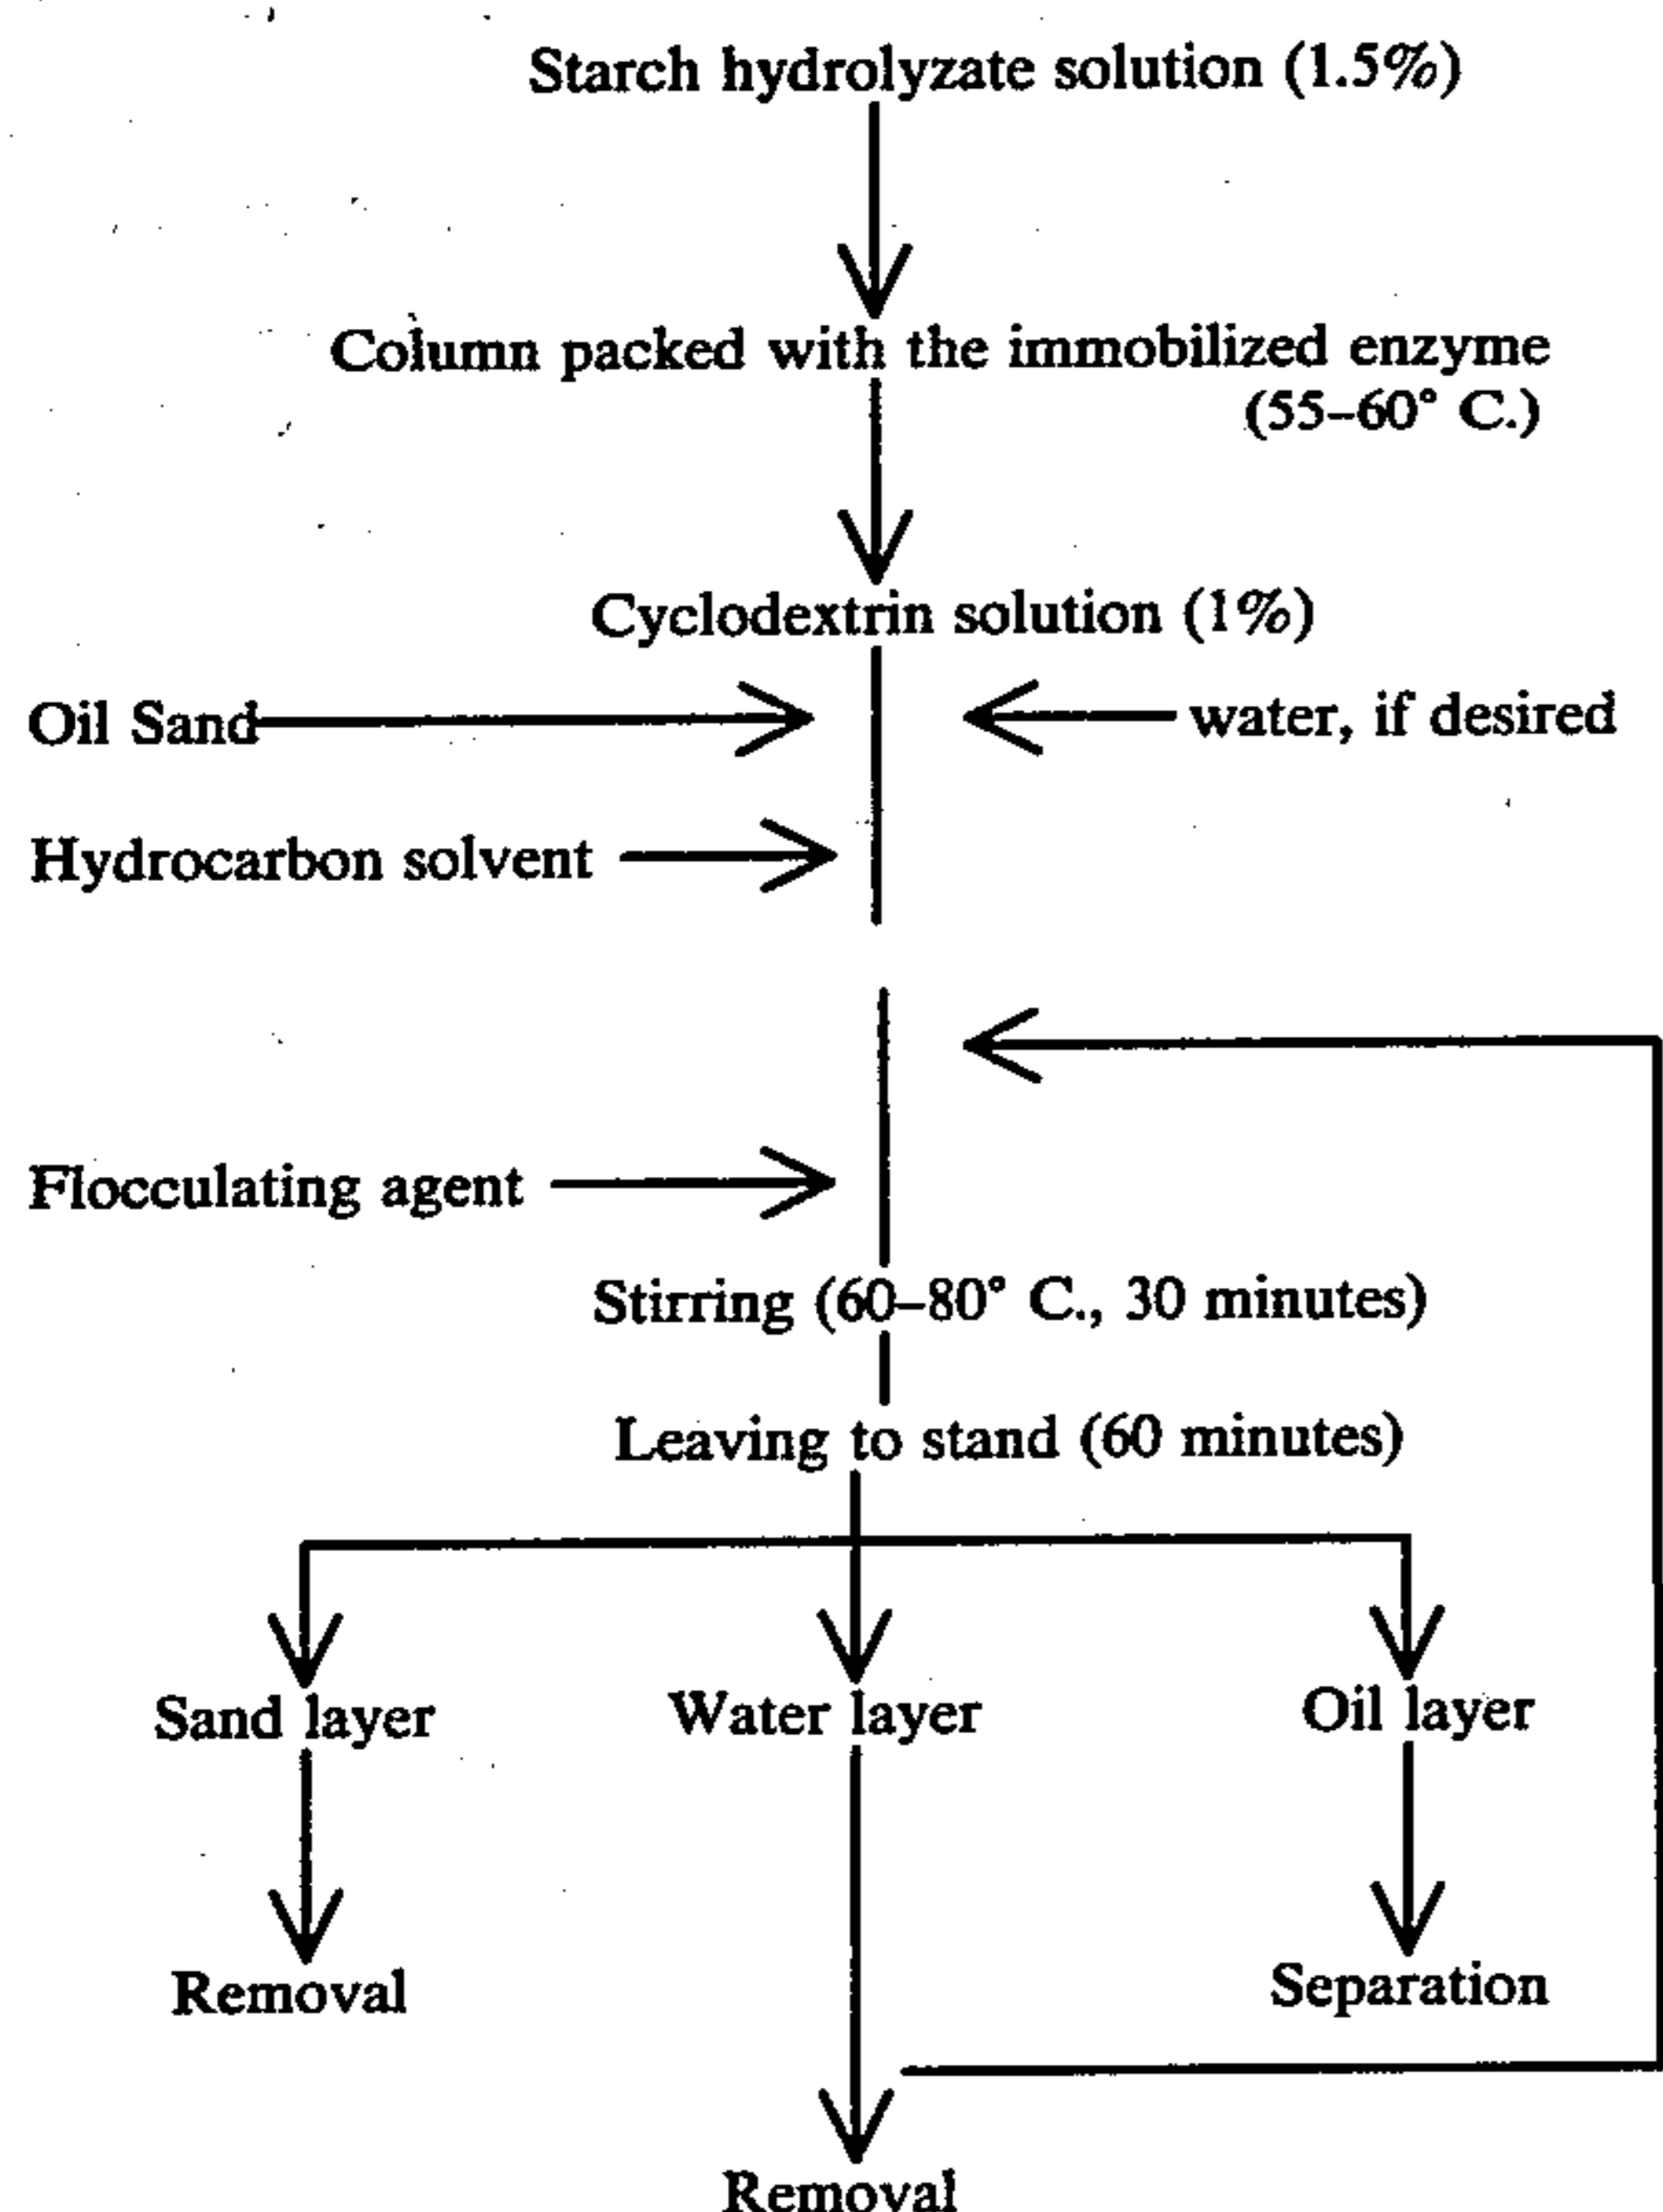 Starch hydrolyzate solution (1.5%)
Column packed with the immobilized enzyme
(55–60° C.)
Cyclodextrin solution (1%)
Oil Sand
water, if desired
Hydrocarbon solvent
Flocculating agent
Stirring (60–80° C., 30 minutes)
Leaving to stand (60 minutes)
Sand layer
Water layer
Oil layer
Removal
Separation
Removal